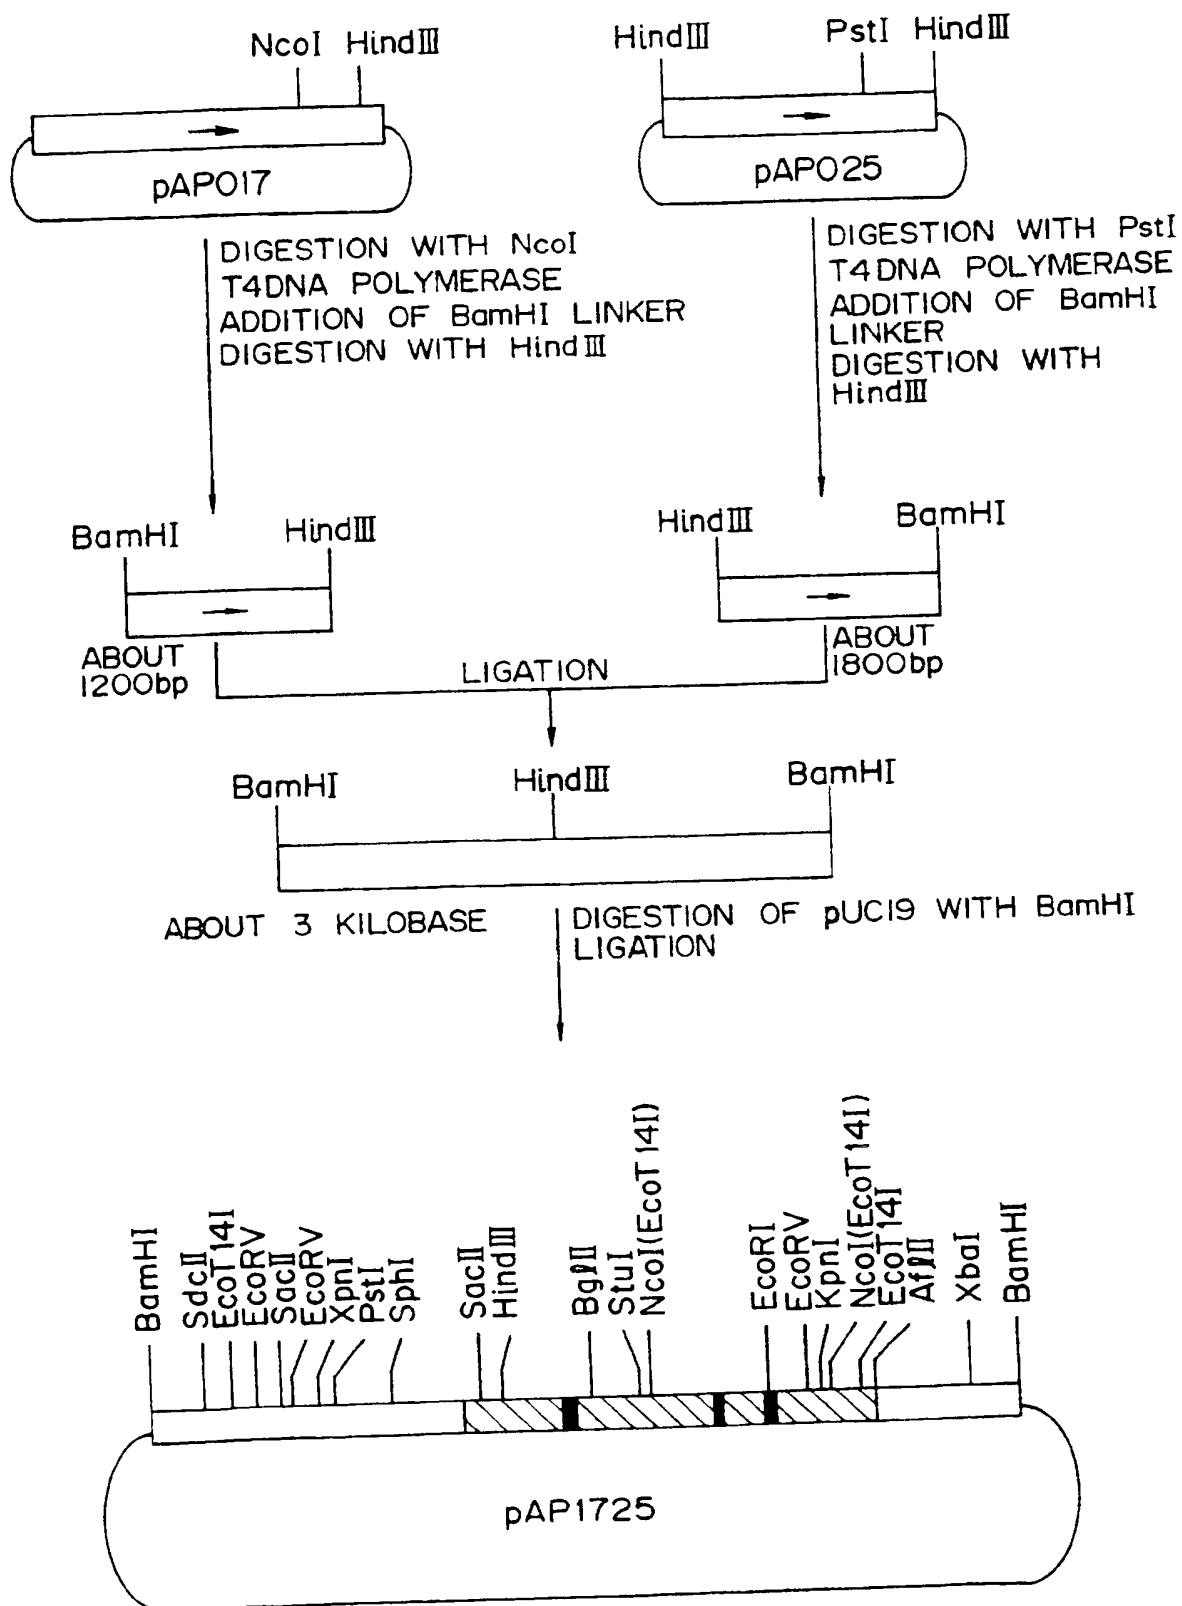 NcoI HindIII
HindIII PstI HindIII
pAPO17
pAPO25
DIGESTION WITH NcoI
T4DNA POLYMERASE
ADDITION OF BamHI LINKER
DIGESTION WITH HindIII
DIGESTION WITH PstI
T4DNA POLYMERASE
ADDITION OF BamHI
LINKER
DIGESTION WITH
HindIII
BamHI HindIII
HindIII BamHI
ABOUT
1200bp
ABOUT
1800bp
LIGATION
BamHI HindIII BamHI
ABOUT 3 KILOBASE
DIGESTION OF pUC19 WITH BamHI
LIGATION
BamHI
SdcII
EcoT14I
EcoRV
SacII
EcoRV
XpnI
PstI
SphI
SacII
HindIII
BglII
StuI
NcoI(EcoT14I)
EcoRI
EcoRV
KpnI
NcoI(EcoT14I)
EcoT14I
AflII
XbaI
BamHI
pAP1725